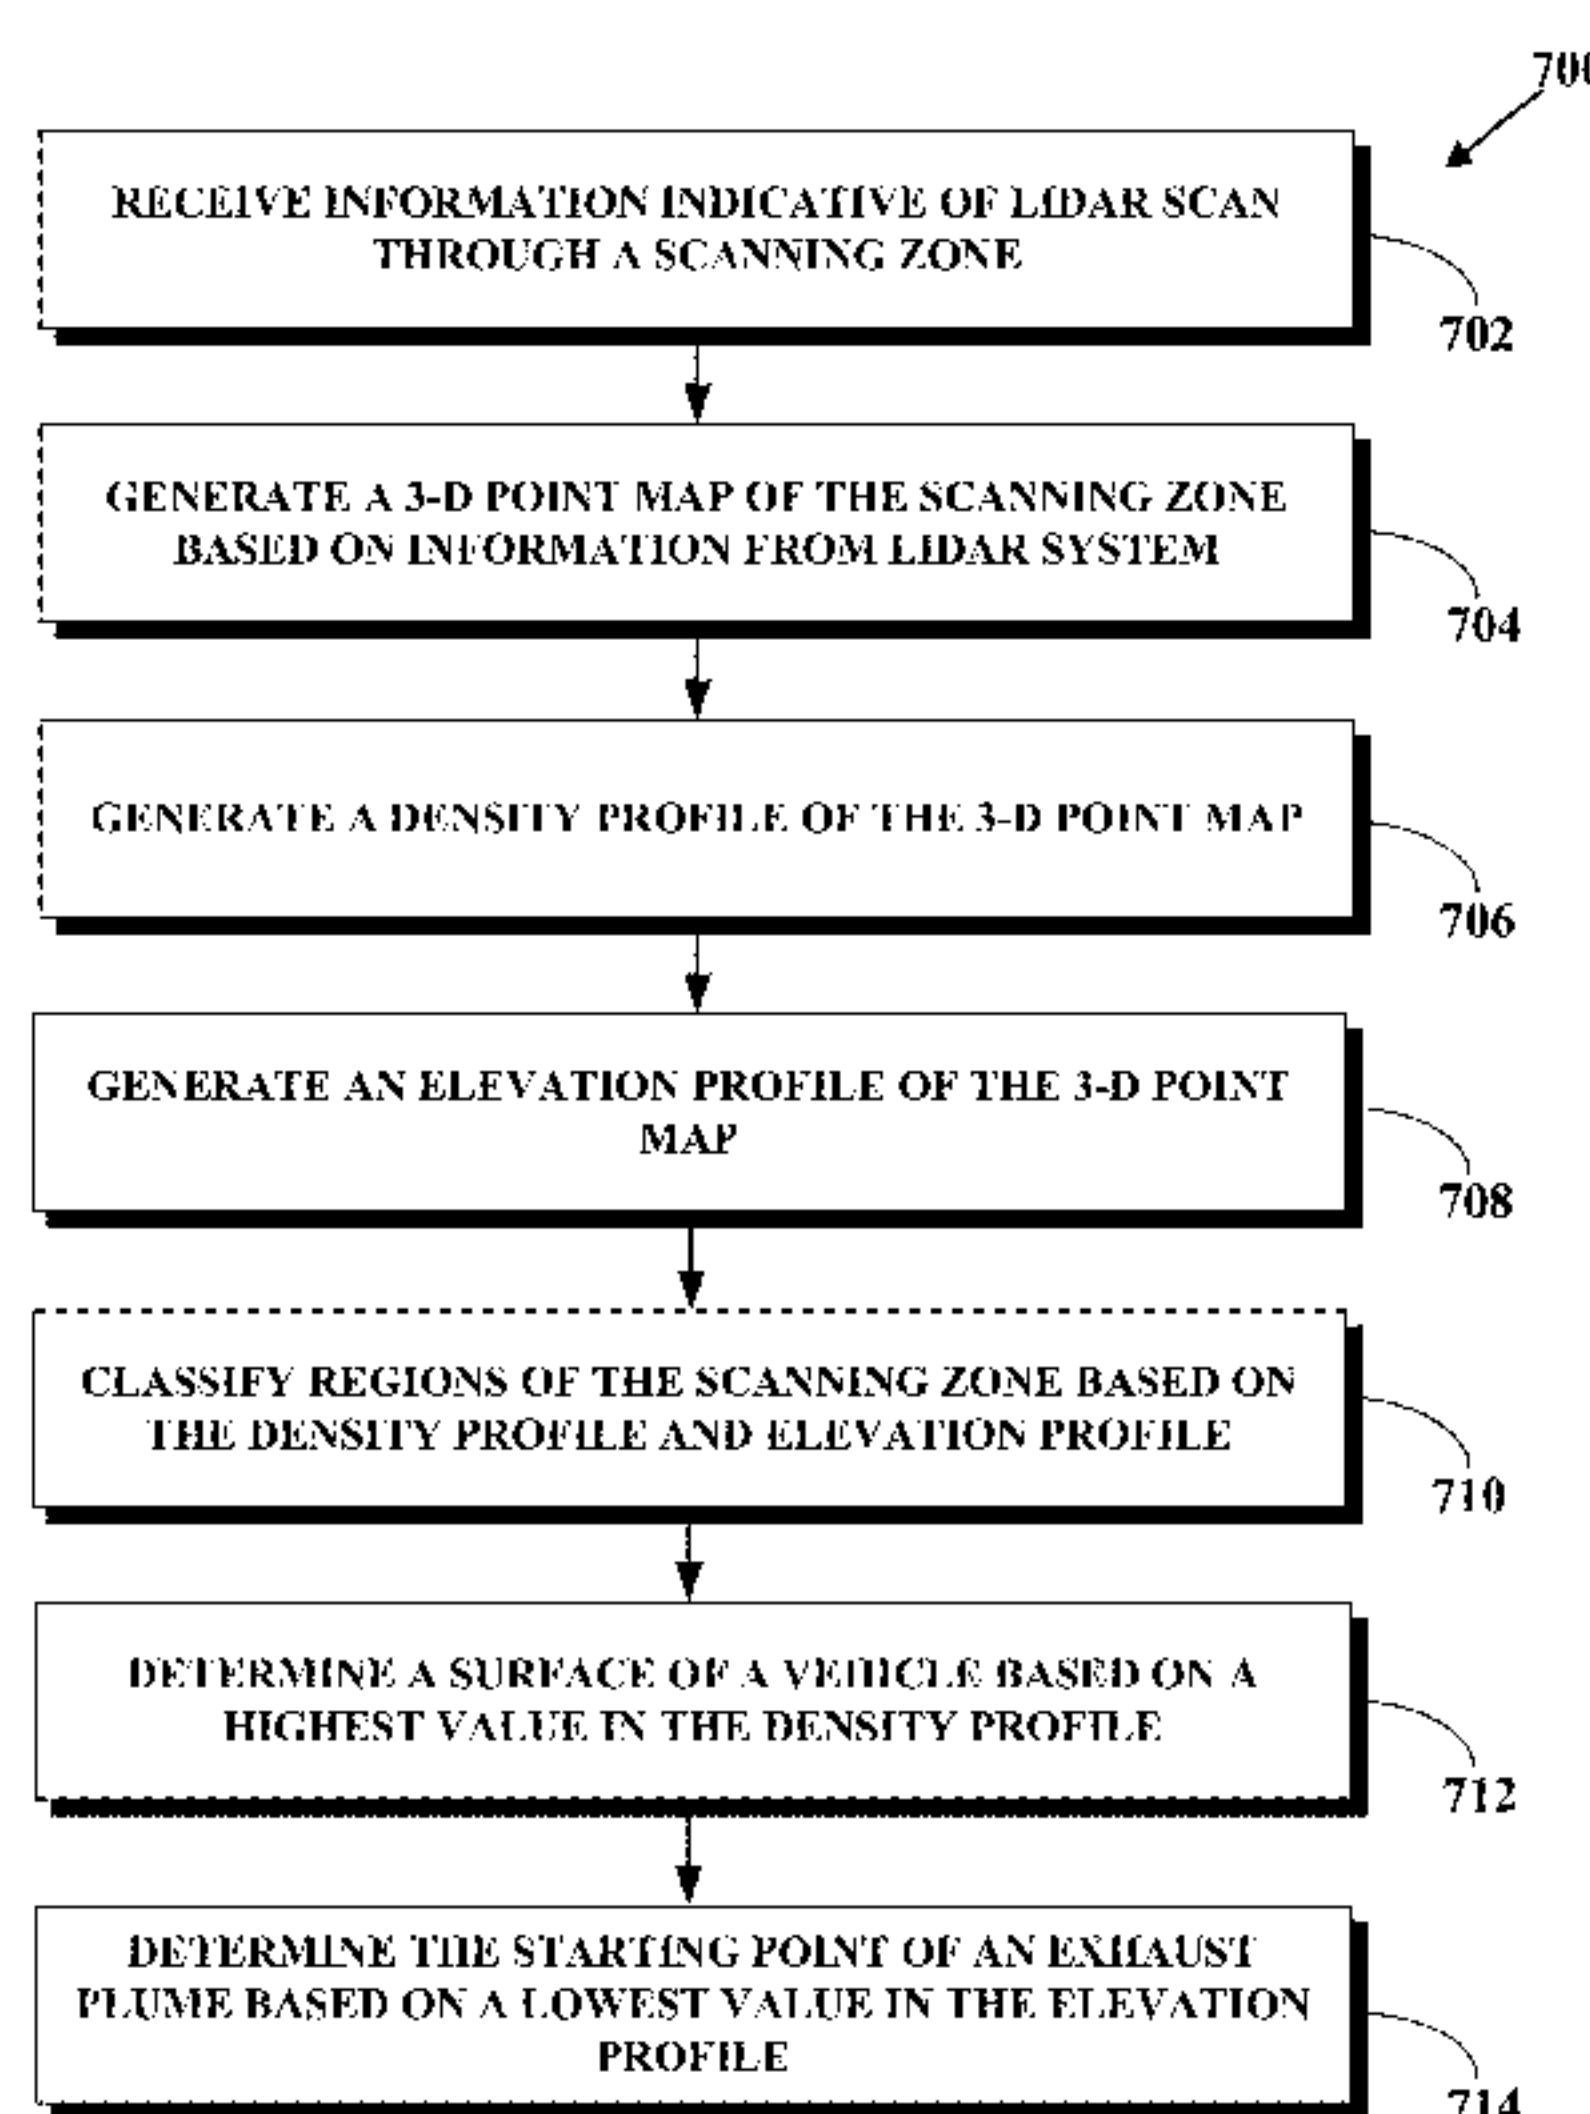 700
RECEIVE INFORMATION INDICATIVE OF LIDAR SCAN
THROUGH A SCANNING ZONE
702
GENERATE A 3-D POINT MAP OF THE SCANNING ZONE
BASED ON INFORMATION FROM LIDAR SYSTEM
704
GENERATE A DENSITY PROFILE OF THE 3-D POINT MAP
706
GENERATE AN ELEVATION PROFILE OF THE 3-D POINT
MAP
708
CLASSIFY REGIONS OF THE SCANNING ZONE BASED ON
THE DENSITY PROFILE AND ELEVATION PROFILE
710
DETERMINE A SURFACE OF A VEHICLE BASED ON A
HIGHEST VALUE IN THE DENSITY PROFILE
712
DETERMINE THE STARTING POINT OF AN EXHAUST
PLUME BASED ON A LOWEST VALUE IN THE ELEVATION
PROFILE
714